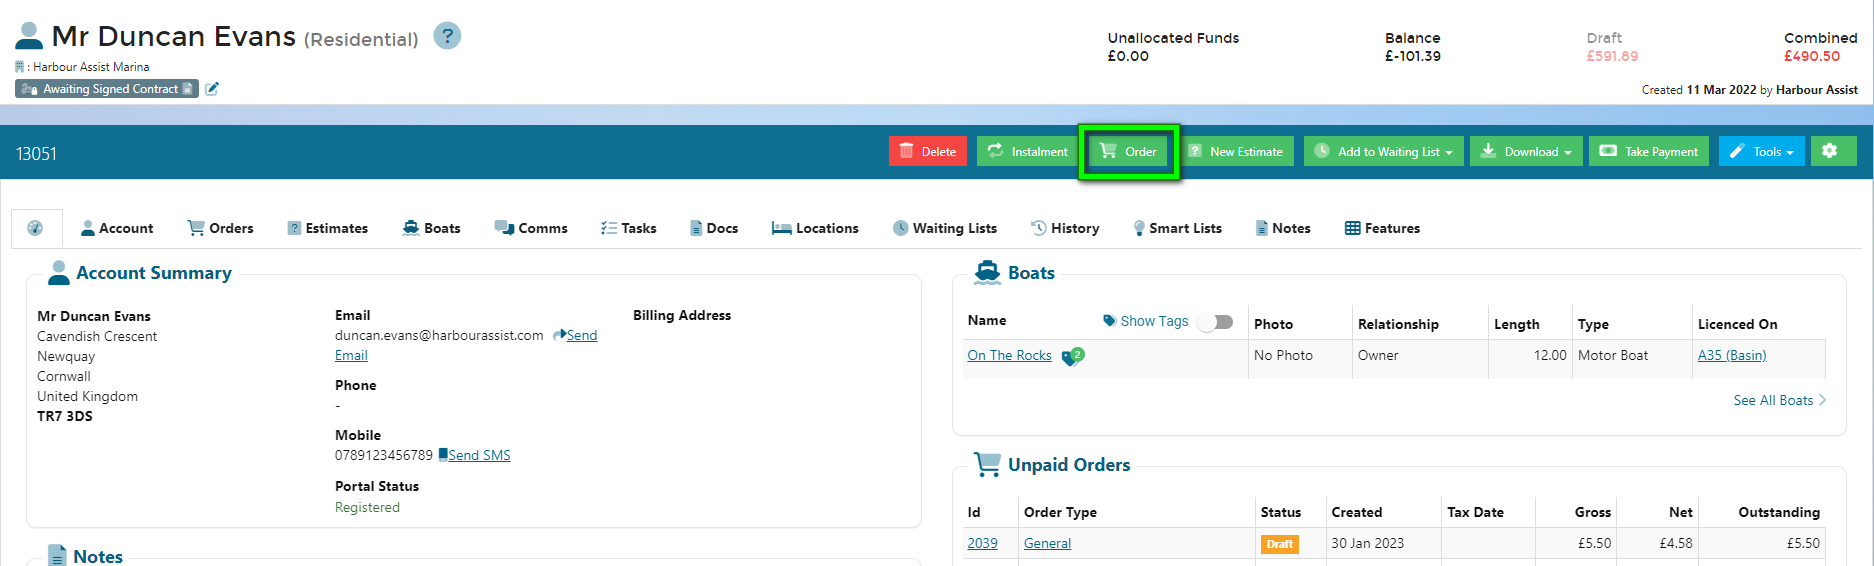 Mr Duncan Evans (Residential) ?
Unallocated Funds Balance Draft Combined
£0.00 £-101.39 £591.89 £490.50
: Harbour Assist Marina
Awaiting Signed Contract
Created 11 Mar 2022 by Harbour Assist
13051
Delete Instalment Order New Estimate Add to Waiting List Download Take Payment Tools
Account Orders Estimates Boats Comms Tasks Docs Locations Waiting Lists History Smart Lists Notes Features
Account Summary
Mr Duncan Evans
Cavendish Crescent
Newquay
Cornwall
United Kingdom
TR7 3DS
Email
duncan.evans@harbourassist.com Send
Email
Phone
-
Mobile
0789123456789 Send SMS
Portal Status
Registered
Billing Address
Notes
Boats
Name Show Tags Photo Relationship Length Type Licenced On
On The Rocks 2 No Photo Owner 12.00 Motor Boat A35 (Basin)
See All Boats
Unpaid Orders
Id Order Type Status Created Tax Date Gross Net Outstanding
2039 General Draft 30 Jan 2023 £5.50 £4.58 £5.50